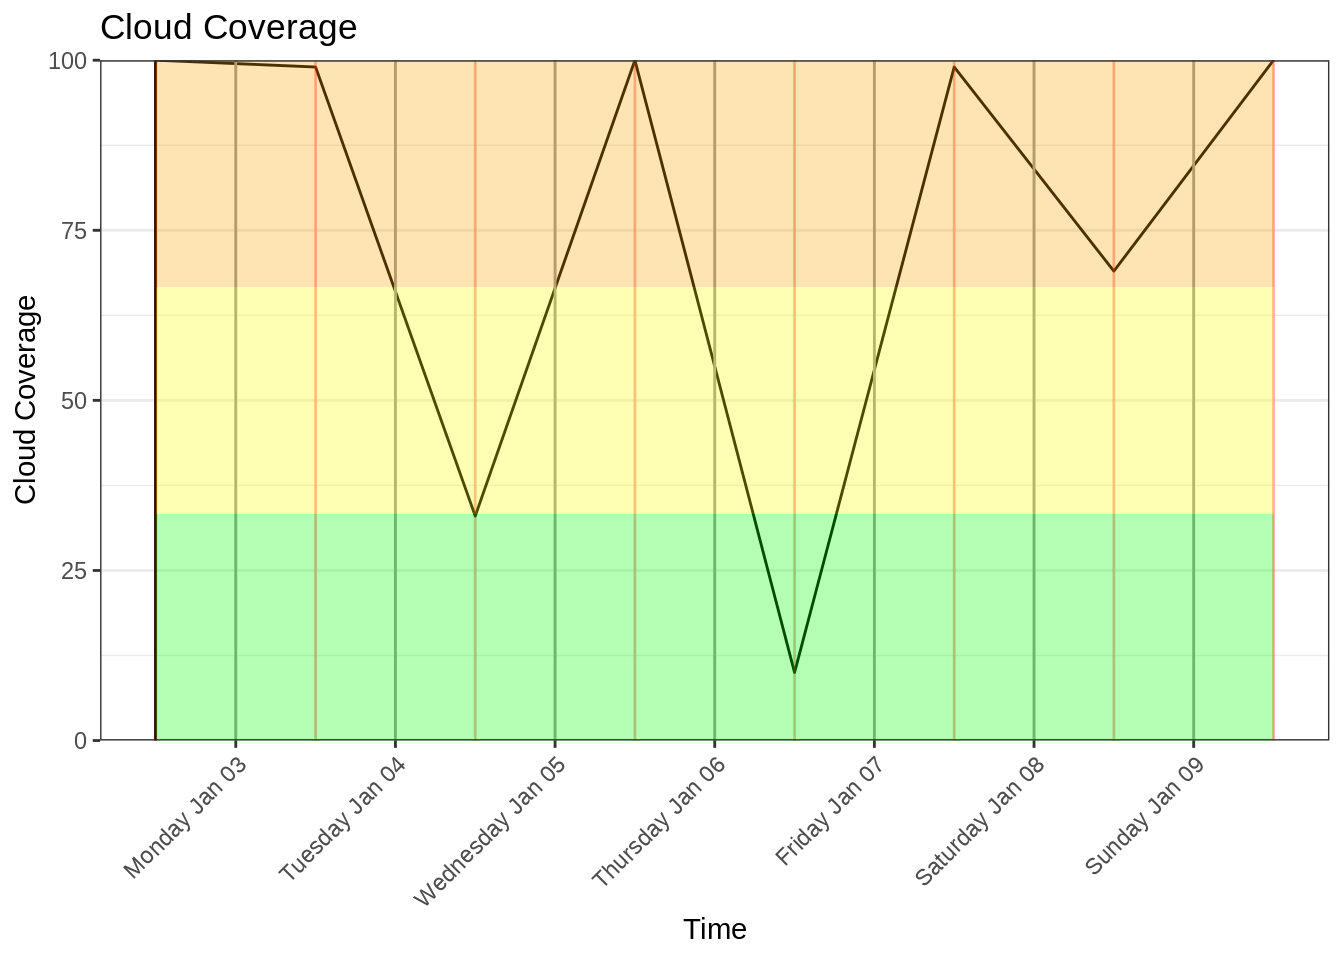 Cloud Coverage
100
75
50
25
0
Cloud Coverage
Monday Jan 03
Tuesday Jan 04
Wednesday Jan 05
Thursday Jan 06
Friday Jan 07
Saturday Jan 08
Sunday Jan 09
Time